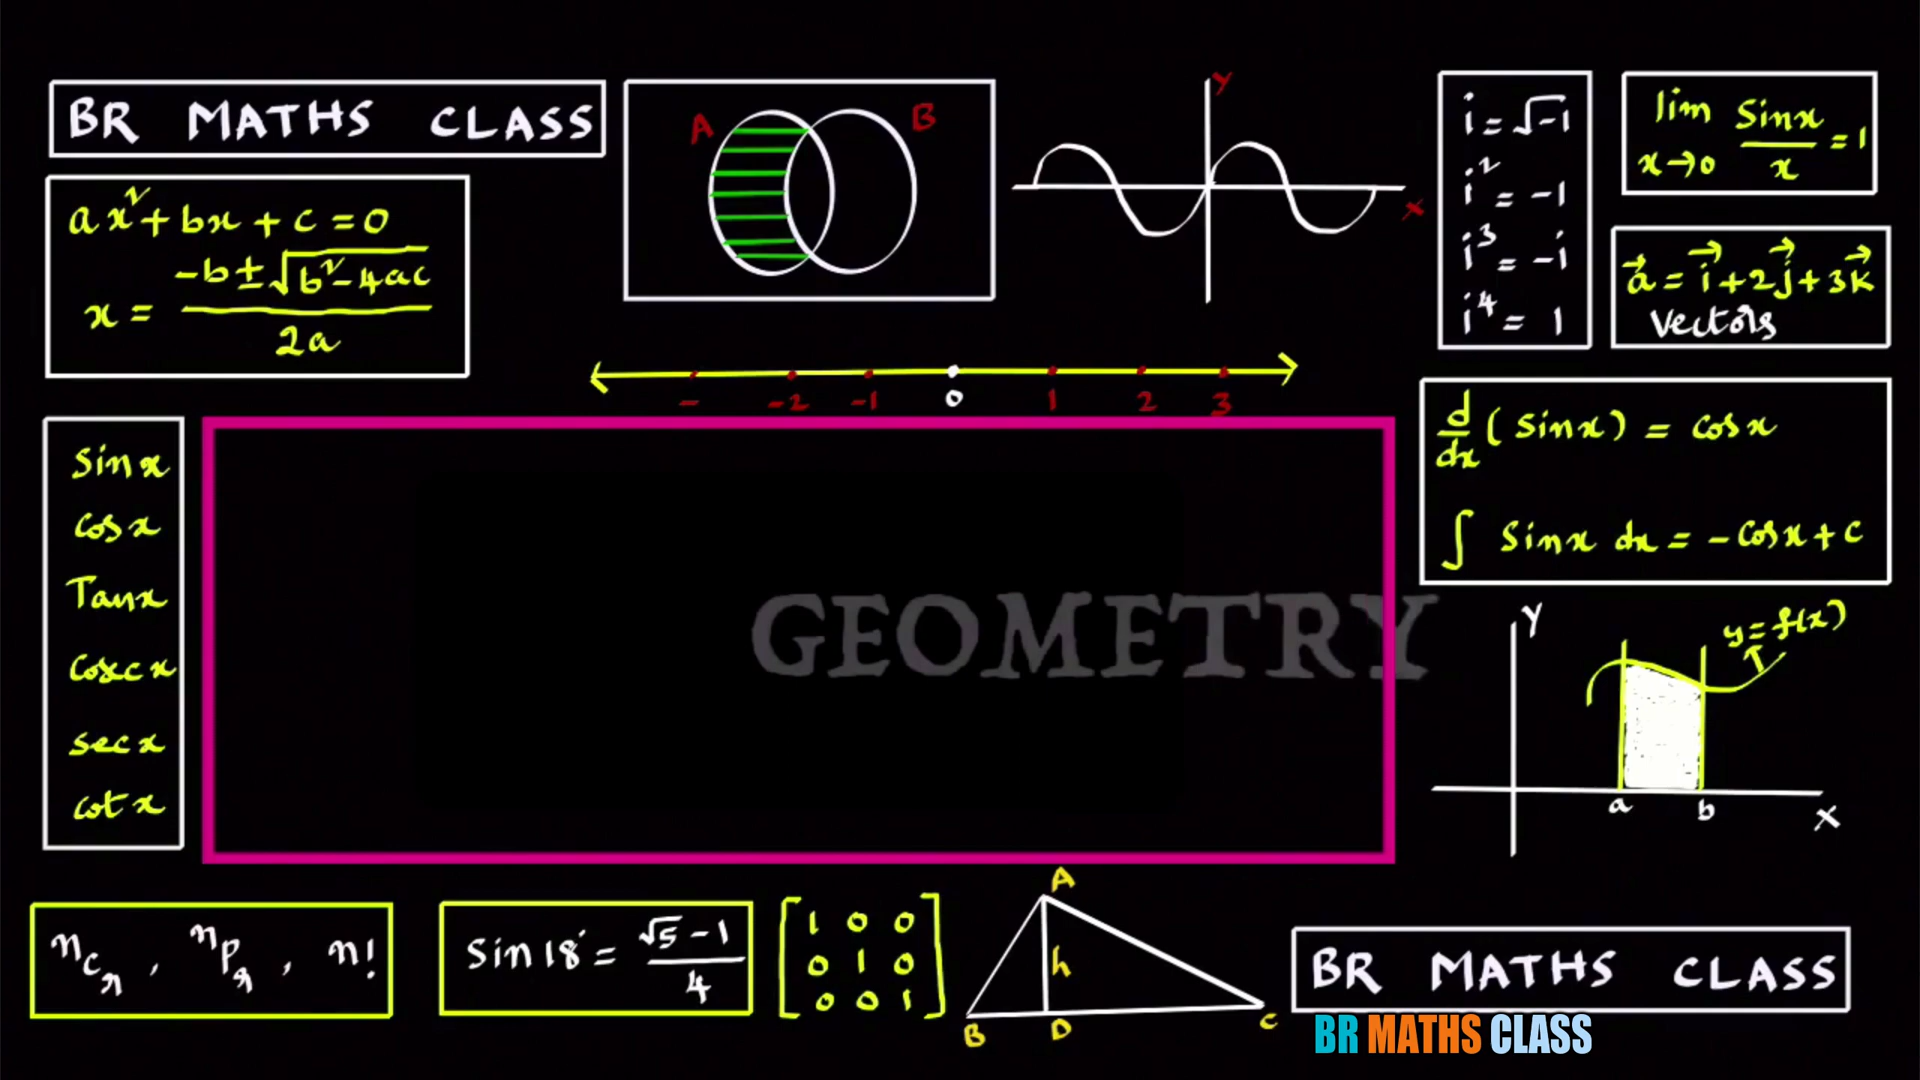 BR MATHS CLASS
ax²+bx+c=0
x = -b±√b²-4ac
2a
A B
Y
X
- -2 -1 0 1 2 3
i=√-1
i²=-1
i³=-i
i⁴=1
lim sinx
x→0 x =1
a⃗=i⃗+2j⃗+3k⃗
Vectors
d/dx (sinx) = cosx
∫ sinx dx = -cosx+c
sinx
cosx
Tanx
cosecx
secx
cotx
GEOMETRY
Y
y=f(x)
a b X
nCr, nPr, n!
Sin18°=√5-1
4
1 0 0
0 1 0
0 0 1
A
h
B D C
BR MATHS CLASS
BR MATHS CLASS